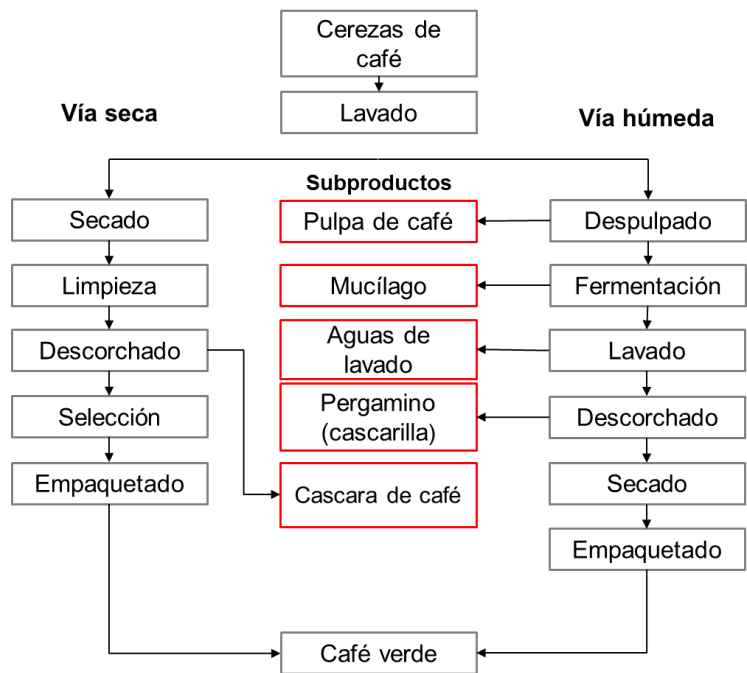 Cerezas de
café
Lavado
Vía seca
Vía húmeda
Subproductos
Secado
Pulpa de café
Despulpado
Limpieza
Mucílago
Fermentación
Descorchado
Aguas de
lavado
Lavado
Selección
Pergamino
(cascarilla)
Descorchado
Empaquetado
Cascara de café
Secado
Empaquetado
Café verde